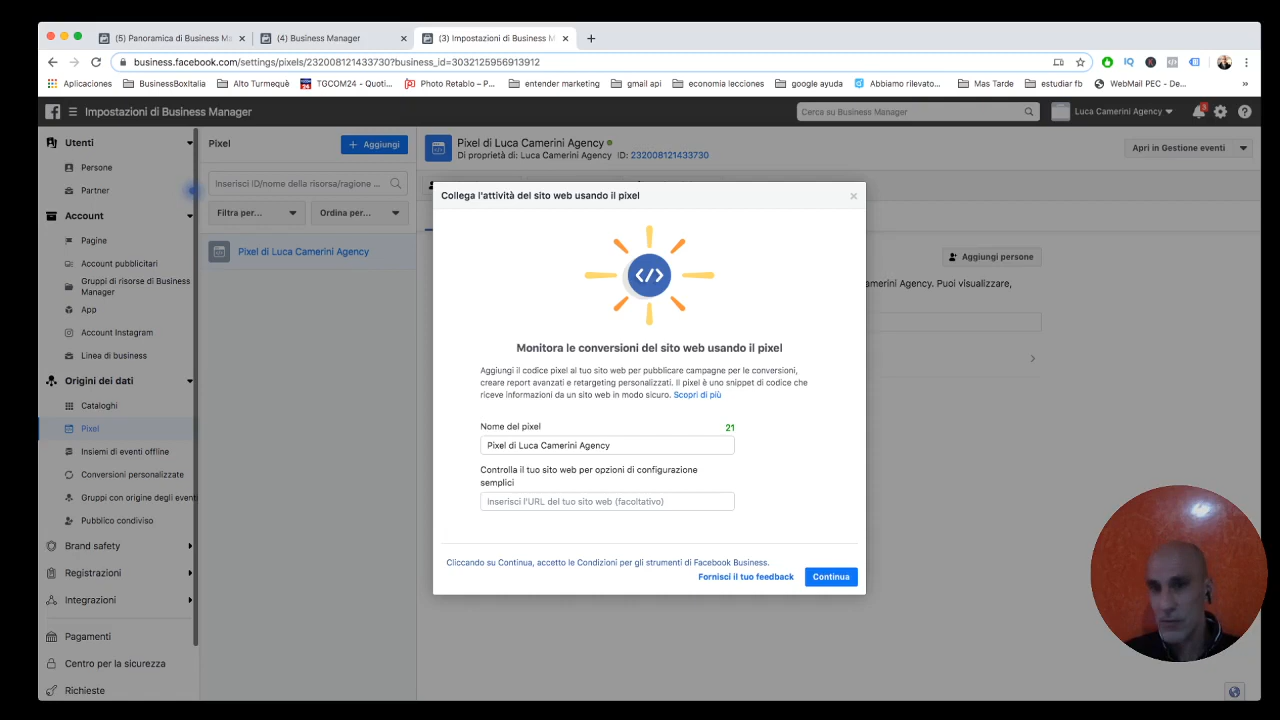 (5) Panoramica di Business Ma
(4) Business Manager
(3) Impostazioni di Business M
business.facebook.com/settings/pixels/232008121433730?business_id=3032125956913912
Aplicaciones
BusinessBoxItalia
Alto Turmequè
TGCOM24 - Quoti...
Photo Retablo – P...
entender marketing
gmail api
economia lecciones
google ayuda
Abbiamo rilevato...
Mas Tarde
estudiar fb
WebMail PEC - De...
»
Impostazioni di Business Manager
Cerca su Business Manager
Luca Camerini Agency
3
Utenti
Persone
Partner
Account
Pagine
Account pubblicitari
Gruppi di risorse di Business
Manager
App
Account Instagram
Linea di business
Origini dei dati
Cataloghi
Pixel
Insiemi di eventi offline
Conversioni personalizzate
Gruppi con origine degli event
Pubblico condiviso
Brand safety
Registrazioni
Integrazioni
Pagamenti
Centro per la sicurezza
Richieste
Pixel
+ Aggiungi
Inserisci ID/nome della risorsa/ragione ...
Filtra per...
Ordina per...
Pixel di Luca Camerini Agency
Pixel di Luca Camerini Agency
Di proprietà di: Luca Camerini Agency ID: 232008121433730
Apri in Gestione eventi
Aggiungi persone
amerini Agency. Puoi visualizzare,
Collega l'attività del sito web usando il pixel
×
</>
Monitora le conversioni del sito web usando il pixel
Aggiungi il codice pixel al tuo sito web per pubblicare campagne per le conversioni,
creare report avanzati e retargeting personalizzati. Il pixel è uno snippet di codice che
riceve informazioni da un sito web in modo sicuro. Scopri di più
Nome del pixel
21
Pixel di Luca Camerini Agency
Controlla il tuo sito web per opzioni di configurazione
semplici
Inserisci l'URL del tuo sito web (facoltativo)
Cliccando su Continua, accetto le Condizioni per gli strumenti di Facebook Business.
Fornisci il tuo feedback
Continua